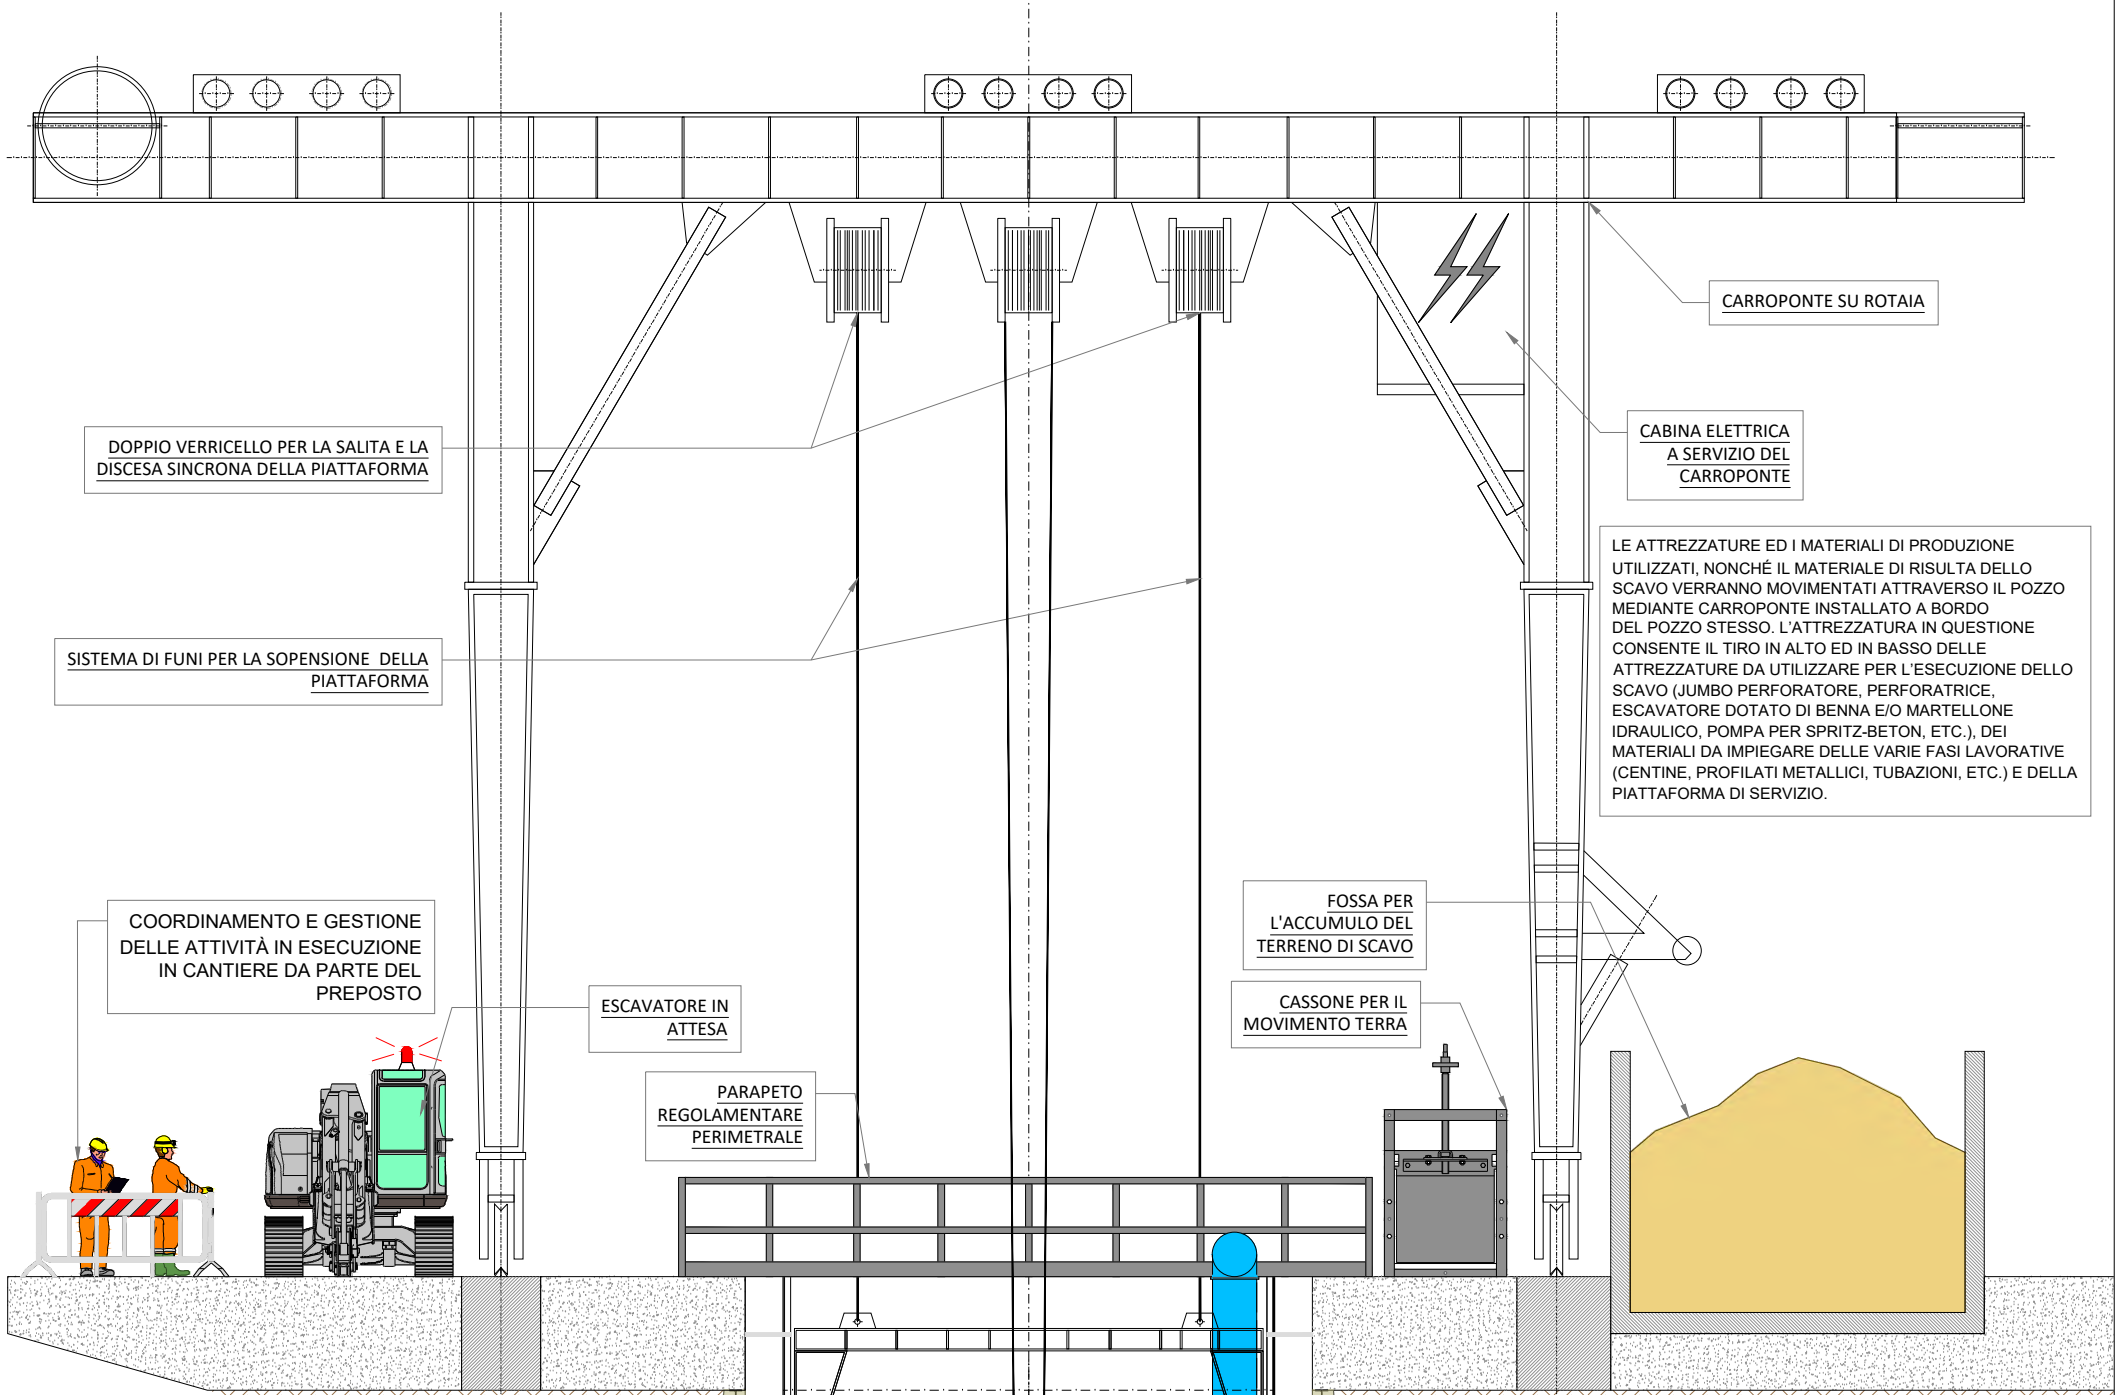 CARROPONTE SU ROTAIA
DOPPIO VERRICELLO PER LA SALITA E LA
DISCESA SINCRONA DELLA PIATTAFORMA
CABINA ELETTRICA
A SERVIZIO DEL
CARROPONTE
LE ATTREZZATURE ED I MATERIALI DI PRODUZIONE
UTILIZZATI, NONCHÉ IL MATERIALE DI RISULTA DELLO
SCAVO VERRANNO MOVIMENTATI ATTRAVERSO IL POZZO
MEDIANTE CARROPONTE INSTALLATO A BORDO
DEL POZZO STESSO. L'ATTREZZATURA IN QUESTIONE
CONSENTE IL TIRO IN ALTO ED IN BASSO DELLE
ATTREZZATURE DA UTILIZZARE PER L'ESECUZIONE DELLO
SCAVO (JUMBO PERFORATORE, PERFORATRICE,
ESCAVATORE DOTATO DI BENNA E/O MARTELLONE
IDRAULICO, POMPA PER SPRITZ-BETON, ETC.), DEI
MATERIALI DA IMPIEGARE DELLE VARIE FASI LAVORATIVE
(CENTINE, PROFILATI METALLICI, TUBAZIONI, ETC.) E DELLA
PIATTAFORMA DI SERVIZIO.
SISTEMA DI FUNI PER LA SOPENSIONE DELLA
PIATTAFORMA
COORDINAMENTO E GESTIONE
DELLE ATTIVITÀ IN ESECUZIONE
IN CANTIERE DA PARTE DEL
PREPOSTO
FOSSA PER
L'ACCUMULO DEL
TERRENO DI SCAVO
ESCAVATORE IN
ATTESA
CASSONE PER IL
MOVIMENTO TERRA
PARAPETO
REGOLAMENTARE
PERIMETRALE